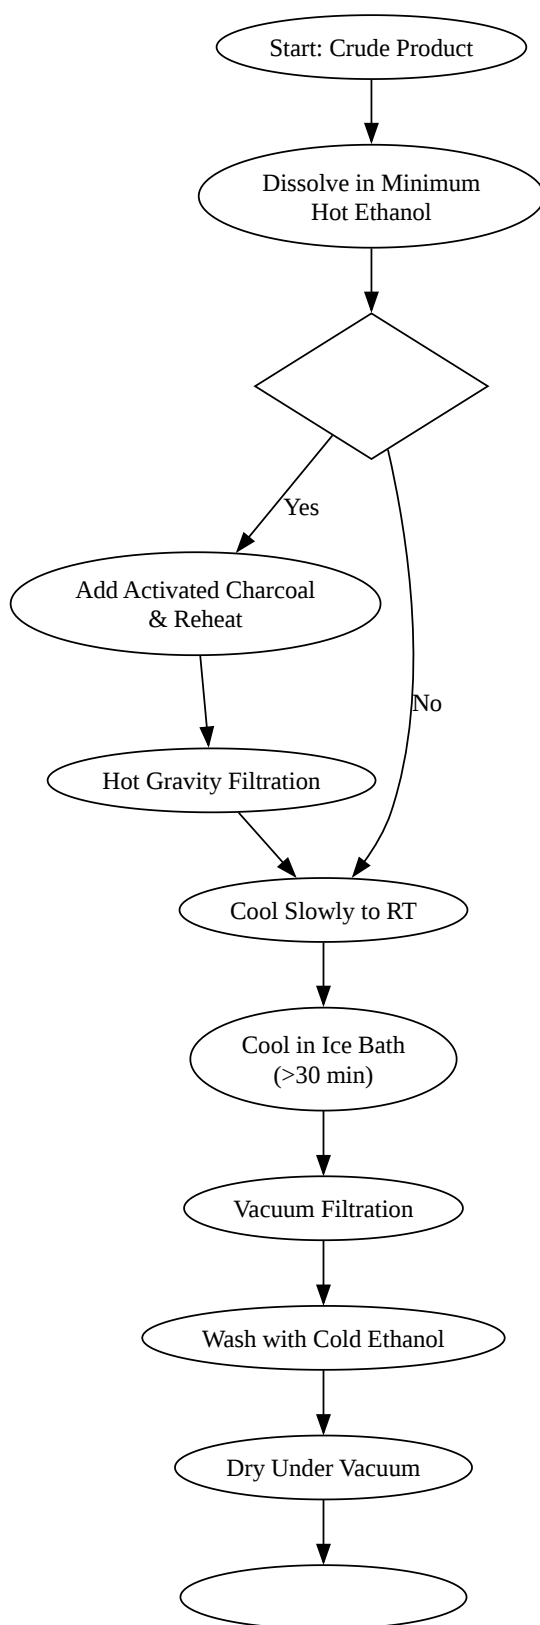 Start: Crude Product
Dissolve in Minimum
Hot Ethanol
Yes
Add Activated Charcoal
& Reheat
No
Hot Gravity Filtration
Cool Slowly to RT
Cool in Ice Bath
(>30 min)
Vacuum Filtration
Wash with Cold Ethanol
Dry Under Vacuum